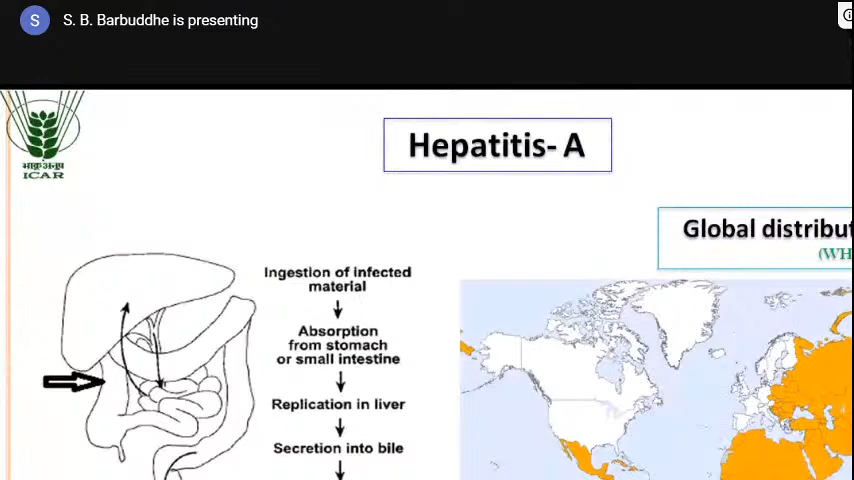 S
S. B. Barbuddhe is presenting
ICAR
Hepatitis- A
Global distribut
(WH
Ingestion of infected
material
Absorption
from stomach
or small intestine
Replication in liver
Secretion into bile